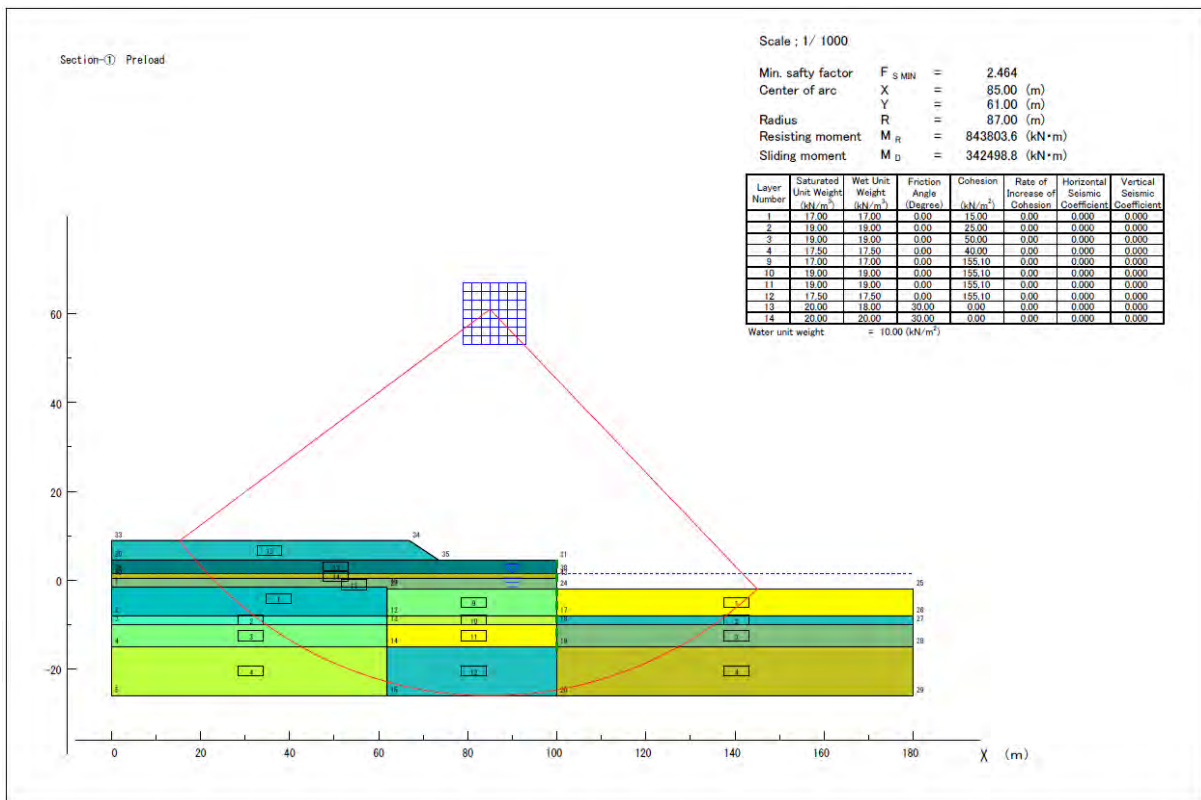 Section-① Preload
Scale ; 1/ 1000
Min. safty factor F S MIN = 2.464
Center of arc X = 85.00 (m)
Y = 61.00 (m)
Radius R = 87.00 (m)
Resisting moment M R = 843803.6 (kN・m)
Sliding moment M D = 342498.8 (kN・m)
Layer Number Saturated Unit Weight (kN/m³) Wet Unit Weight (kN/m³) Friction Angle (Degree) Cohesion (kN/m²) Rate of Increase of Cohesion Horizontal Seismic Coefficient Vertical Seismic Coefficient
1 17.00 17.00 0.00 15.00 0.00 0.000 0.000
2 19.00 19.00 0.00 25.00 0.00 0.000 0.000
3 19.00 19.00 0.00 50.00 0.00 0.000 0.000
4 17.50 17.50 0.00 40.00 0.00 0.000 0.000
9 17.00 17.00 0.00 155.10 0.00 0.000 0.000
10 19.00 19.00 0.00 155.10 0.00 0.000 0.000
11 19.00 19.00 0.00 155.10 0.00 0.000 0.000
12 17.50 17.50 0.00 155.10 0.00 0.000 0.000
13 20.00 18.00 30.00 0.00 0.00 0.000 0.000
14 20.00 20.00 30.00 0.00 0.00 0.000 0.000
Water unit weight = 10.00 (kN/m²)
60
40
20
0
-20
33 34
35 31
24 25
1 9 1
12 17 26
2 10 2
18 27
3 11 3
4 14 19 28
4 12 4
15 20 29
0 20 40 60 80 100 120 140 160 180 X (m)